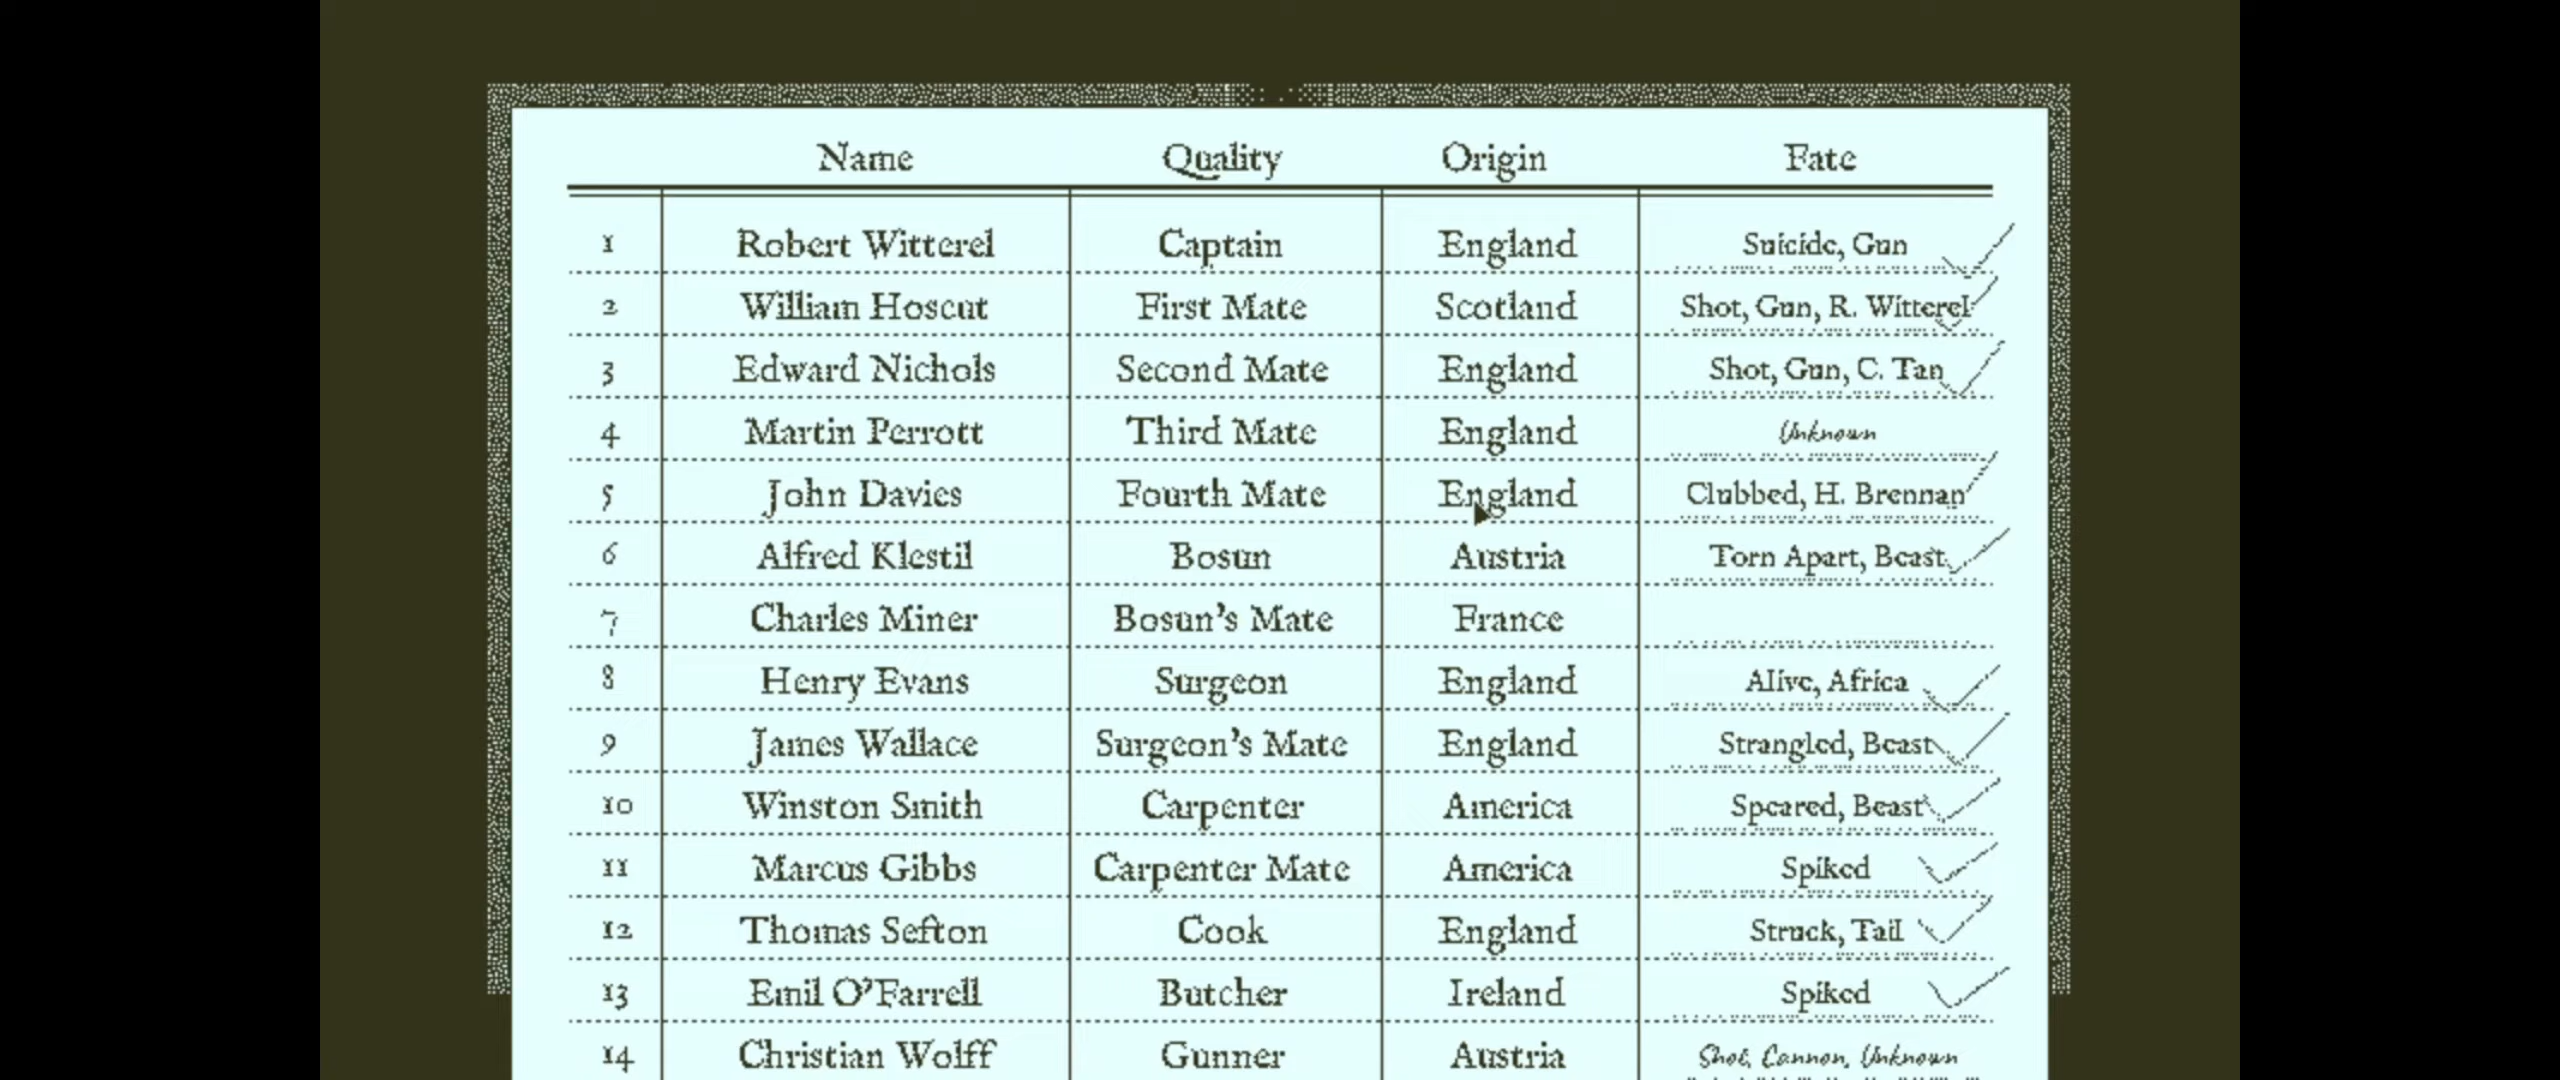 Name Quality Origin Fate
1 Robert Witterel Captain England Suicide, Gun
2 William Hoscut First Mate Scotland Shot, Gun, R. Witterel
3 Edward Nichols Second Mate England Shot, Gun, C. Tan
4 Martin Perrott Third Mate England Unknown
5 John Davies Fourth Mate England Clubbed, H. Brennan
6 Alfred Klestil Bosun Austria Torn Apart, Beast
7 Charles Miner Bosun's Mate France
8 Henry Evans Surgeon England Alive, Africa
9 James Wallace Surgeon's Mate England Strangled, Beast
10 Winston Smith Carpenter America Speared, Beast
11 Marcus Gibbs Carpenter Mate America Spiked
12 Thomas Sefton Cook England Struck, Tail
13 Emil O'Farrell Butcher Ireland Spiked
14 Christian Wolff Gunner Austria Shot, Cannon, Unknown